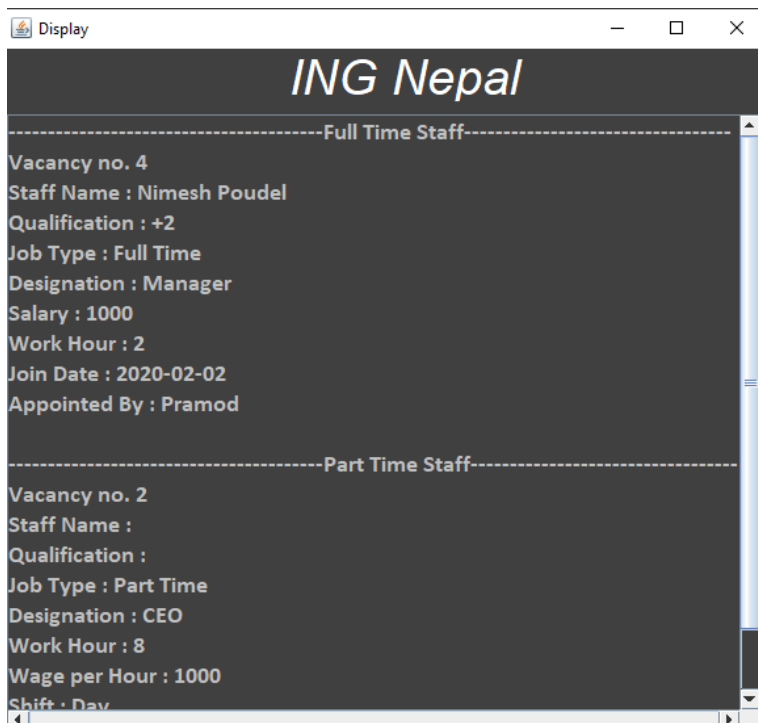 Display
ING Nepal
----------------------------------------Full Time Staff----------------------------------
Vacancy no. 4
Staff Name : Nimesh Poudel
Qualification : +2
Job Type : Full Time
Designation : Manager
Salary : 1000
Work Hour : 2
Join Date : 2020-02-02
Appointed By : Pramod
----------------------------------------Part Time Staff----------------------------------
Vacancy no. 2
Staff Name :
Qualification :
Job Type : Part Time
Designation : CEO
Work Hour : 8
Wage per Hour : 1000
Shift : Day